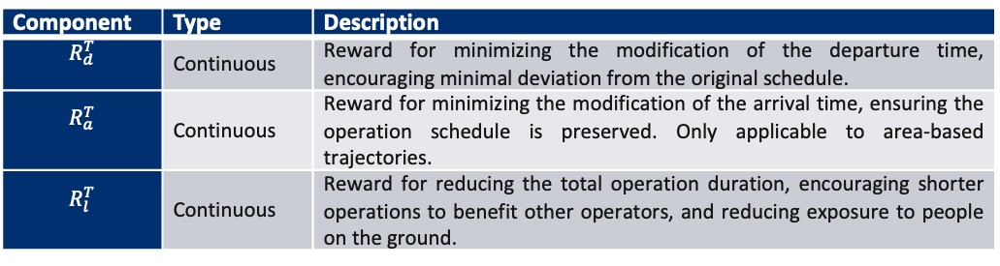 Component Type Description
R_d^T Continuous Reward for minimizing the modification of the departure time,
encouraging minimal deviation from the original schedule.
R_a^T Continuous Reward for minimizing the modification of the arrival time, ensuring the
operation schedule is preserved. Only applicable to area-based
trajectories.
R_l^T Continuous Reward for reducing the total operation duration, encouraging shorter
operations to benefit other operators, and reducing exposure to people
on the ground.